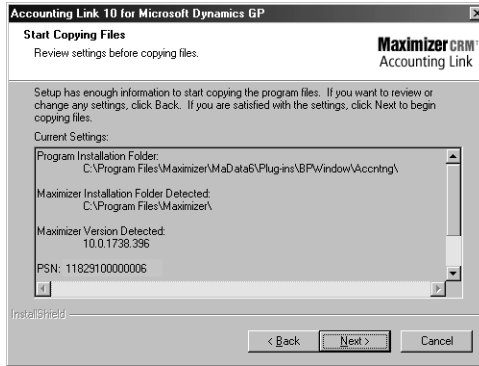 Accounting Link 10 for Microsoft Dynamics GP
Start Copying Files
Review settings before copying files.
Maximizer CRM
Accounting Link
Setup has enough information to start copying the program files. If you want to review or
change any settings, click Back. If you are satisfied with the settings, click Next to begin
copying files.
Current Settings:
Program Installation Folder:
C:\Program Files\Maximizer\MaData6\Plug-ins\BPWindow\Accntng\
Maximizer Installation Folder Detected:
C:\Program Files\Maximizer\
Maximizer Version Detected:
10.0.1738.396
PSN: 11829100000006
InstallShield
< Back
Next >
Cancel